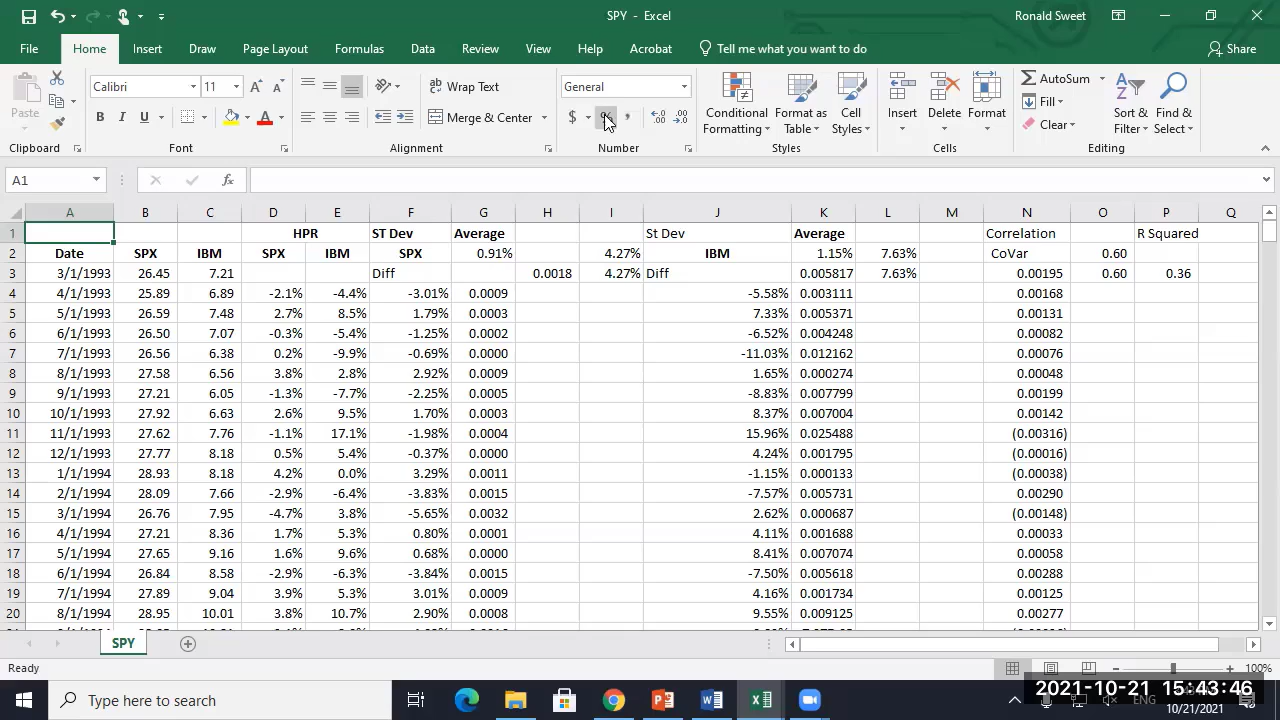 SPY - Excel
Ronald Sweet
File Home Insert Draw Page Layout Formulas Data Review View Help Acrobat Tell me what you want to do Share
Paste
Calibri 11
Wrap Text
General
Conditional Formatting
Format as Table
Cell Styles
Insert
Delete
Format
AutoSum
Fill
Clear
Sort & Filter
Find & Select
B I U
Merge & Center
$ % ,
Clipboard Font Alignment Number Styles Cells Editing
A1 fx
A B C D E F G H I J K L M N O P Q
1 HPR ST Dev Average St Dev Average Correlation R Squared
2 Date SPX IBM SPX IBM SPX 0.91% 4.27% IBM 1.15% 7.63% CoVar 0.60
3 3/1/1993 26.45 7.21 Diff 0.0018 4.27% Diff 0.005817 7.63% 0.00195 0.60 0.36
4 4/1/1993 25.89 6.89 -2.1% -4.4% -3.01% 0.0009 -5.58% 0.003111 0.00168
5 5/1/1993 26.59 7.48 2.7% 8.5% 1.79% 0.0003 7.33% 0.005371 0.00131
6 6/1/1993 26.50 7.07 -0.3% -5.4% -1.25% 0.0002 -6.52% 0.004248 0.00082
7 7/1/1993 26.56 6.38 0.2% -9.9% -0.69% 0.0000 -11.03% 0.012162 0.00076
8 8/1/1993 27.58 6.56 3.8% 2.8% 2.92% 0.0009 1.65% 0.000274 0.00048
9 9/1/1993 27.21 6.05 -1.3% -7.7% -2.25% 0.0005 -8.83% 0.007799 0.00199
10 10/1/1993 27.92 6.63 2.6% 9.5% 1.70% 0.0003 8.37% 0.007004 0.00142
11 11/1/1993 27.62 7.76 -1.1% 17.1% -1.98% 0.0004 15.96% 0.025488 (0.00316)
12 12/1/1993 27.77 8.18 0.5% 5.4% -0.37% 0.0000 4.24% 0.001795 (0.00016)
13 1/1/1994 28.93 8.18 4.2% 0.0% 3.29% 0.0011 -1.15% 0.000133 (0.00038)
14 2/1/1994 28.09 7.66 -2.9% -6.4% -3.83% 0.0015 -7.57% 0.005731 0.00290
15 3/1/1994 26.76 7.95 -4.7% 3.8% -5.65% 0.0032 2.62% 0.000687 (0.00148)
16 4/1/1994 27.21 8.36 1.7% 5.3% 0.80% 0.0001 4.11% 0.001688 0.00033
17 5/1/1994 27.65 9.16 1.6% 9.6% 0.68% 0.0000 8.41% 0.007074 0.00058
18 6/1/1994 26.84 8.58 -2.9% -6.3% -3.84% 0.0015 -7.50% 0.005618 0.00288
19 7/1/1994 27.89 9.04 3.9% 5.3% 3.01% 0.0009 4.16% 0.001734 0.00125
20 8/1/1994 28.95 10.01 3.8% 10.7% 2.90% 0.0008 9.55% 0.009125 0.00277
SPY
Ready
100%
Type here to search
2021-10-21 15:43:46
ENG
10/21/2021